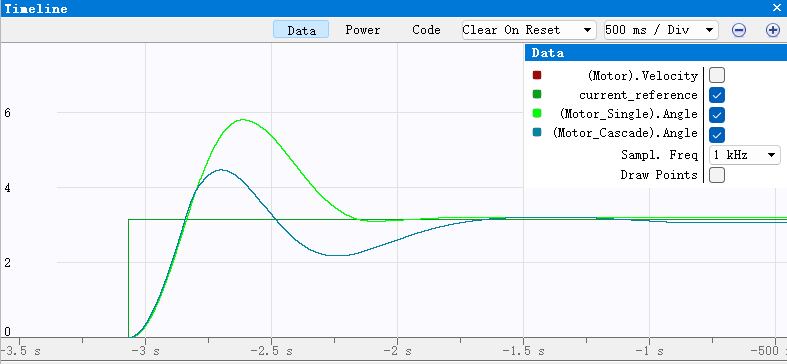 Timeline
Data Power Code Clear On Reset 500 ms / Div
Data
(Motor).Velocity
current_reference
(Motor_Single).Angle
(Motor_Cascade).Angle
Sampl. Freq 1 kHz
Draw Points
6
4
2
0
-3.5 s -3 s -2.5 s -2 s -1.5 s -1 s -500